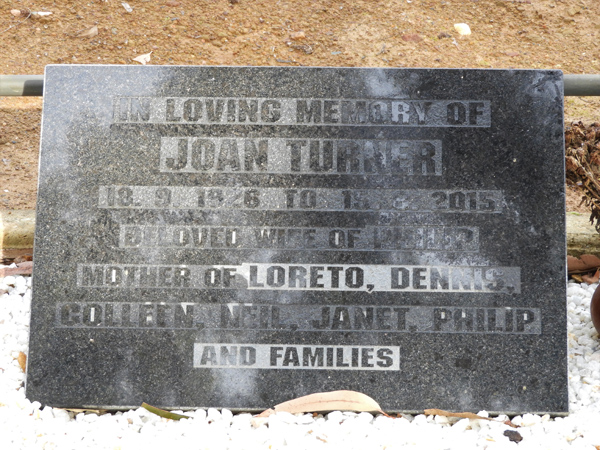 IN LOVING MEMORY OF
JOAN TURNER
18. 9. 1926 TO 2015
BELOVED WIFE OF
MOTHER OF LORETO, DENNIS,
COLLEEN, NEIL, JANET, PHILIP
AND FAMILIES